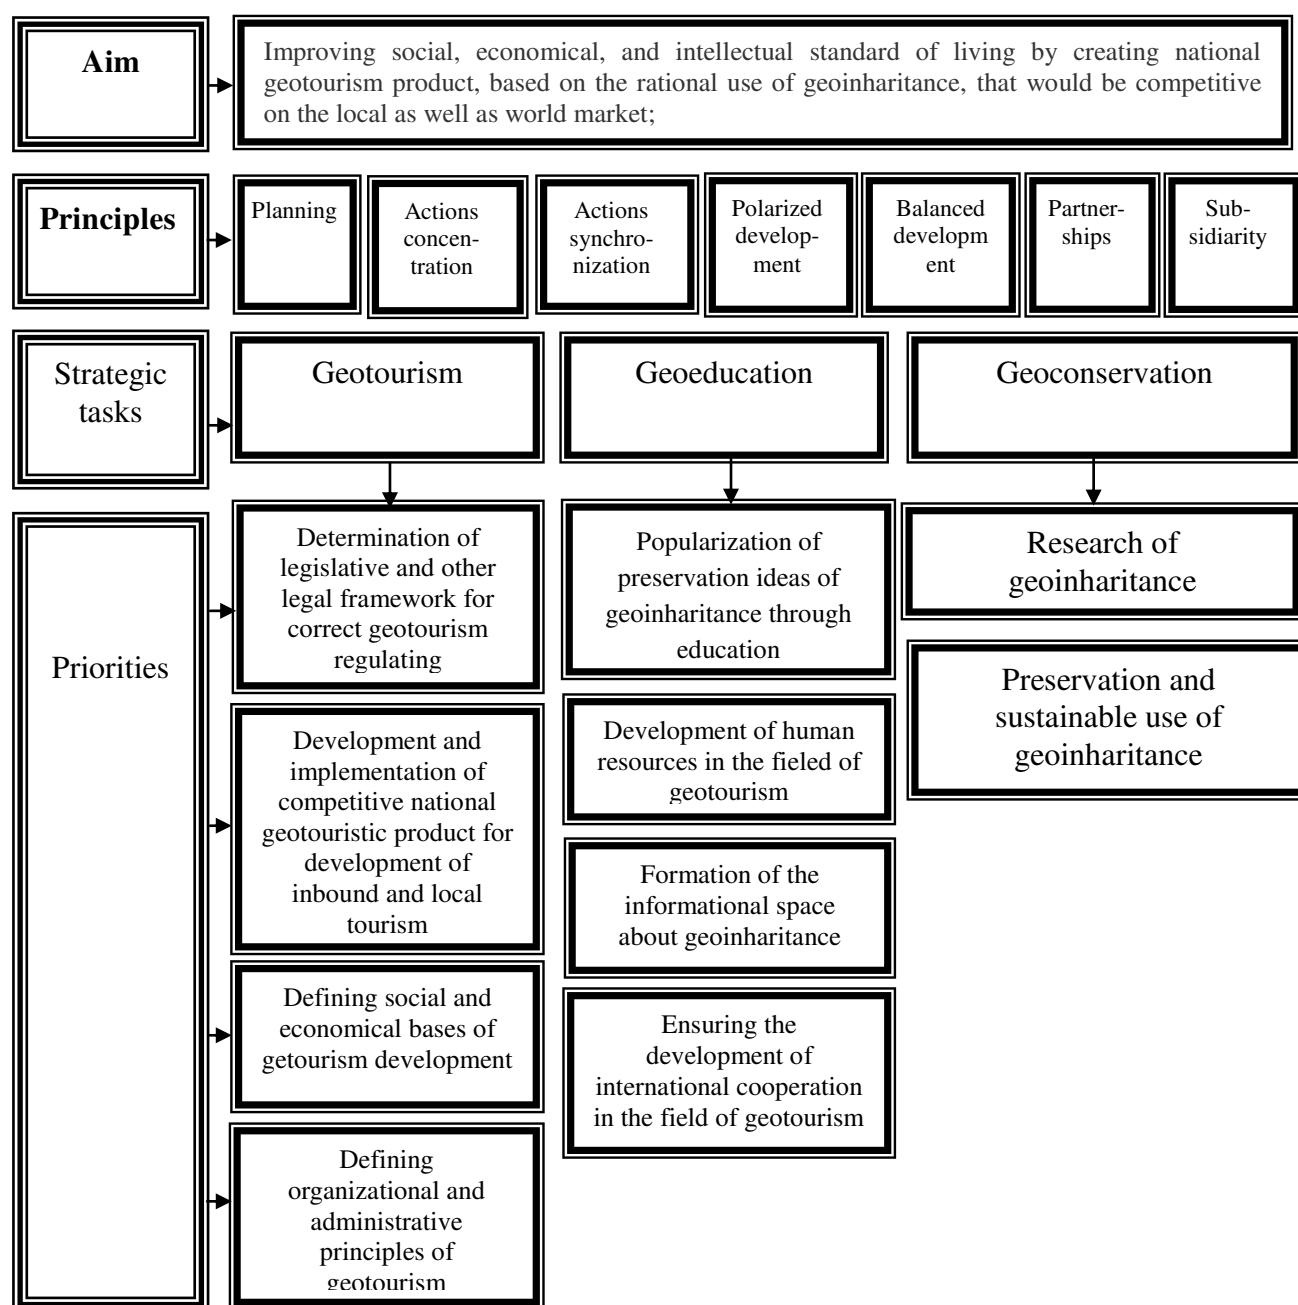 Aim
Improving social, economical, and intellectual standard of living by creating national
geotourism product, based on the rational use of geoinharitance, that would be competitive
on the local as well as world market;
Principles
Planning
Actions
concen-
tration
Actions
synchro-
nization
Polarized
develop-
ment
Balanced
developm
ent
Partner-
ships
Sub-
sidiarity
Strategic
tasks
Geotourism
Geoeducation
Geoconservation
Priorities
Determination of
legislative and other
legal framework for
correct geotourism
regulating
Development and
implementation of
competitive national
geotouristic product for
development of
inbound and local
tourism
Defining social and
economical bases of
getourism development
Defining
organizational and
administrative
principles of
geotourism
Popularization of
preservation ideas of
geoinharitance through
education
Development of human
resources in the fieled of
geotourism
Formation of the
informational space
about geoinharitance
Ensuring the
development of
international cooperation
in the field of geotourism
Research of
geoinharitance
Preservation and
sustainable use of
geoinharitance